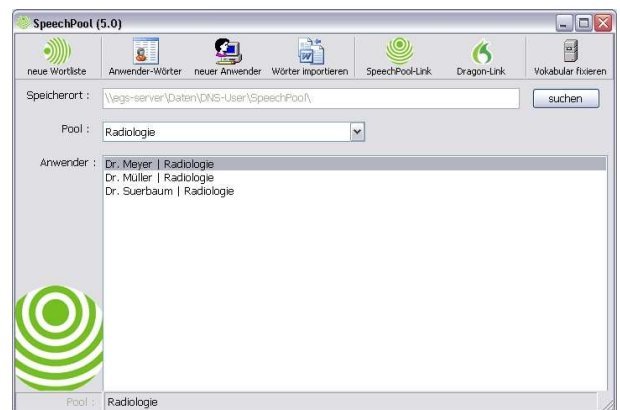 SpeechPool (5.0)
neue Wortliste Anwender-Wörter neuer Anwender Wörter importieren SpeechPool-Link Dragon-Link Vokabular fixieren
Speicherort : \\egs-server\Daten\DNS-User\SpeechPool\ suchen
Pool : Radiologie
Anwender : Dr. Meyer | Radiologie
Dr. Müller | Radiologie
Dr. Suerbaum | Radiologie
Pool : Radiologie